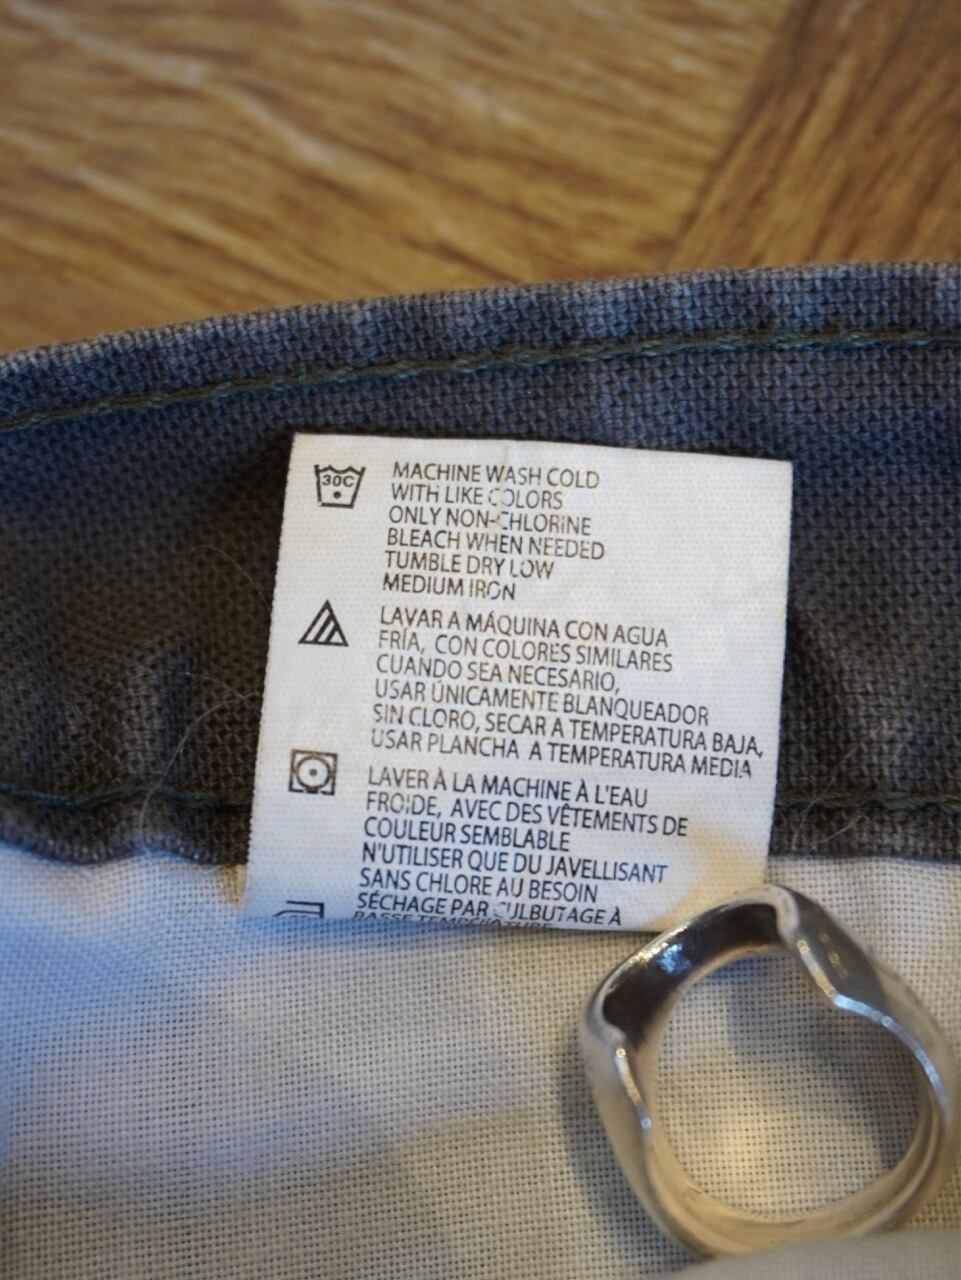 30C
MACHINE WASH COLD
WITH LIKE COLORS
ONLY NON-CHLORINE
BLEACH WHEN NEEDED
TUMBLE DRY LOW
MEDIUM IRON
LAVAR A MÁQUINA CON AGUA
FRÍA, CON COLORES SIMILARES
CUANDO SEA NECESARIO,
USAR ÚNICAMENTE BLANQUEADOR
SIN CLORO, SECAR A TEMPERATURA BAJA,
USAR PLANCHA A TEMPERATURA MEDIA
LAVER À LA MACHINE À L'EAU
FROIDE, AVEC DES VÊTEMENTS DE
COULEUR SEMBLABLE
N'UTILISER QUE DU JAVELLISANT
SANS CHLORE AU BESOIN
SÉCHAGE PAR CULBUTAGE À
BASSE TEMPÉRATURE